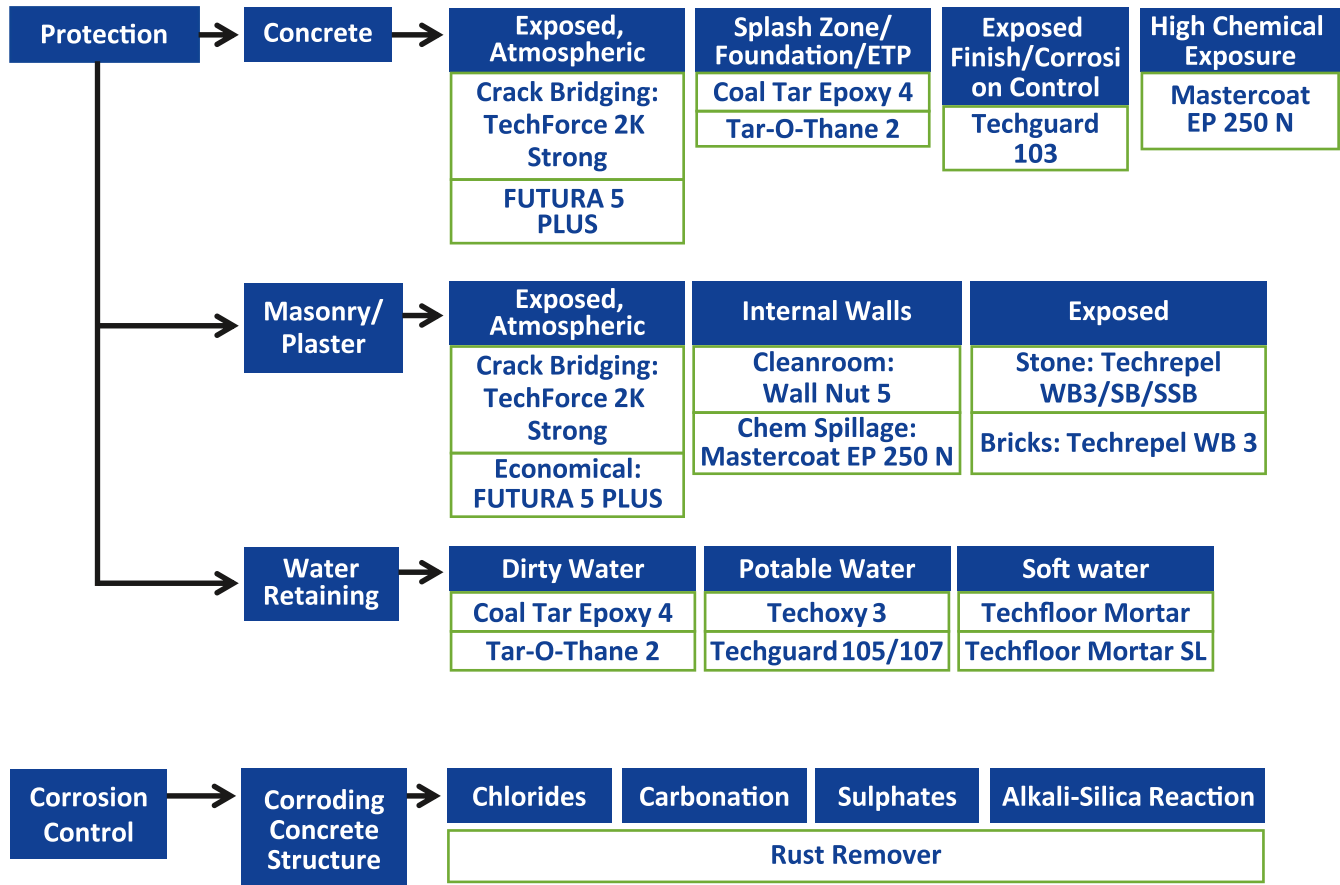 Protection
Concrete
Exposed,
Atmospheric
Crack Bridging:
TechForce 2K
Strong
FUTURA 5
PLUS
Splash Zone/
Foundation/ETP
Coal Tar Epoxy 4
Tar-O-Thane 2
Exposed
Finish/Corrosi
on Control
Techguard
103
High Chemical
Exposure
Mastercoat
EP 250 N
Masonry/
Plaster
Exposed,
Atmospheric
Crack Bridging:
TechForce 2K
Strong
Economical:
FUTURA 5 PLUS
Internal Walls
Cleanroom:
Wall Nut 5
Chem Spillage:
Mastercoat EP 250 N
Exposed
Stone: Techrepel
WB3/SB/SSB
Bricks: Techrepel WB 3
Water
Retaining
Dirty Water
Coal Tar Epoxy 4
Tar-O-Thane 2
Potable Water
Techoxy 3
Techguard 105/107
Soft water
Techfloor Mortar
Techfloor Mortar SL
Corrosion
Control
Corroding
Concrete
Structure
Chlorides
Carbonation
Sulphates
Alkali-Silica Reaction
Rust Remover